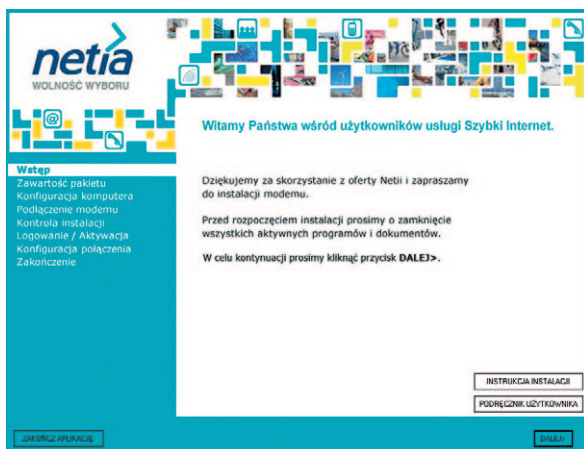 netia
WOLNOŚĆ WYBORU
@
Witamy Państwa wśród użytkowników usługi Szybki Internet.
Wstęp
Zawartość pakietu
Konfiguracja komputera
Podłączenie modemu
Kontrola instalacji
Logowanie / Aktywacja
Konfiguracja połączenia
Zakończenie
Dziękujemy za skorzystanie z oferty Netii i zapraszamy
do instalacji modemu.
Przed rozpoczęciem instalacji prosimy o zamknięcie
wszystkich aktywnych programów i dokumentów.
W celu kontynuacji prosimy kliknąć przycisk DALEJ>.
INSTRUKCJA INSTALACJI
PODRĘCZNIK UŻYTKOWNIKA
ZAKOŃCZ APLIKACJĘ
DALEJ>